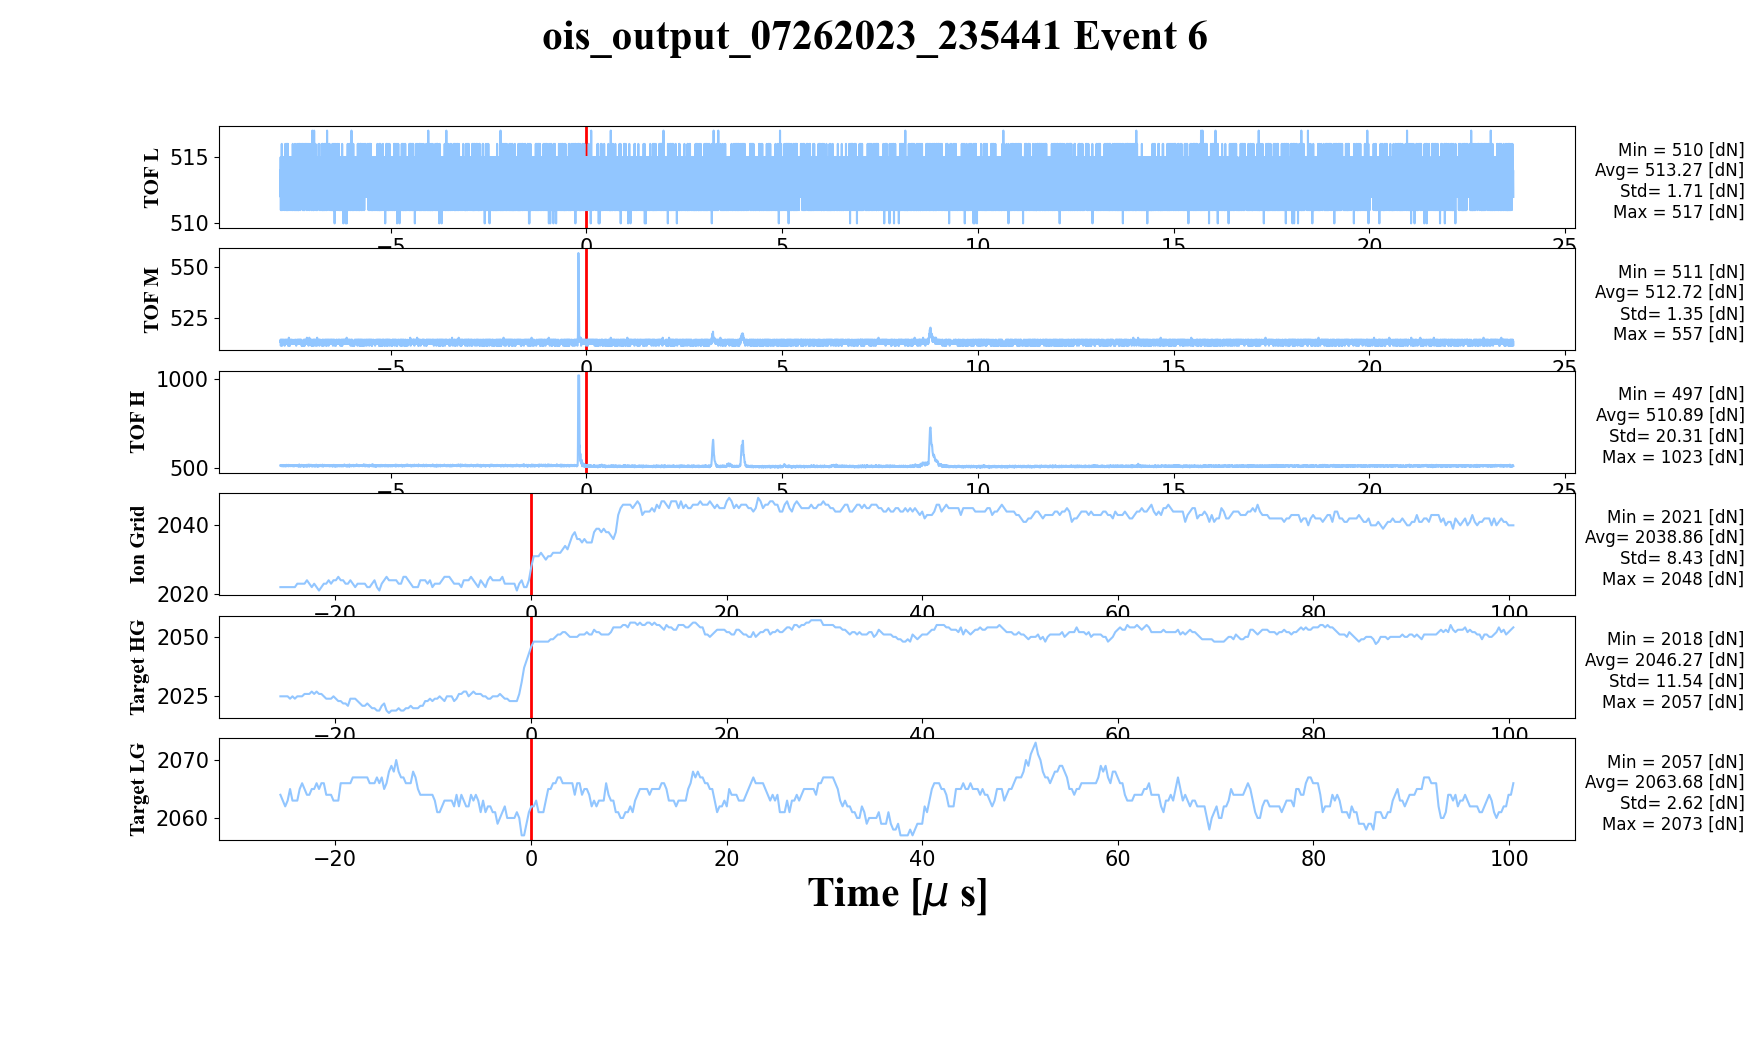 ois_output_07262023_235441 Event 6
TOF L
515
510
−5
0
5
10
15
20
25
Min = 510 [dN]
Avg= 513.27 [dN]
Std= 1.71 [dN]
Max = 517 [dN]
TOF M
550
525
−5
0
5
10
15
20
25
Min = 511 [dN]
Avg= 512.72 [dN]
Std= 1.35 [dN]
Max = 557 [dN]
TOF H
1000
500
−5
0
5
10
15
20
25
Min = 497 [dN]
Avg= 510.89 [dN]
Std= 20.31 [dN]
Max = 1023 [dN]
Ion Grid
2040
2020
−20
0
20
40
60
80
100
Min = 2021 [dN]
Avg= 2038.86 [dN]
Std= 8.43 [dN]
Max = 2048 [dN]
Target HG
2050
2025
−20
0
20
40
60
80
100
Min = 2018 [dN]
Avg= 2046.27 [dN]
Std= 11.54 [dN]
Max = 2057 [dN]
Target LG
2070
2060
−20
0
20
40
60
80
100
Min = 2057 [dN]
Avg= 2063.68 [dN]
Std= 2.62 [dN]
Max = 2073 [dN]
Time [μ s]